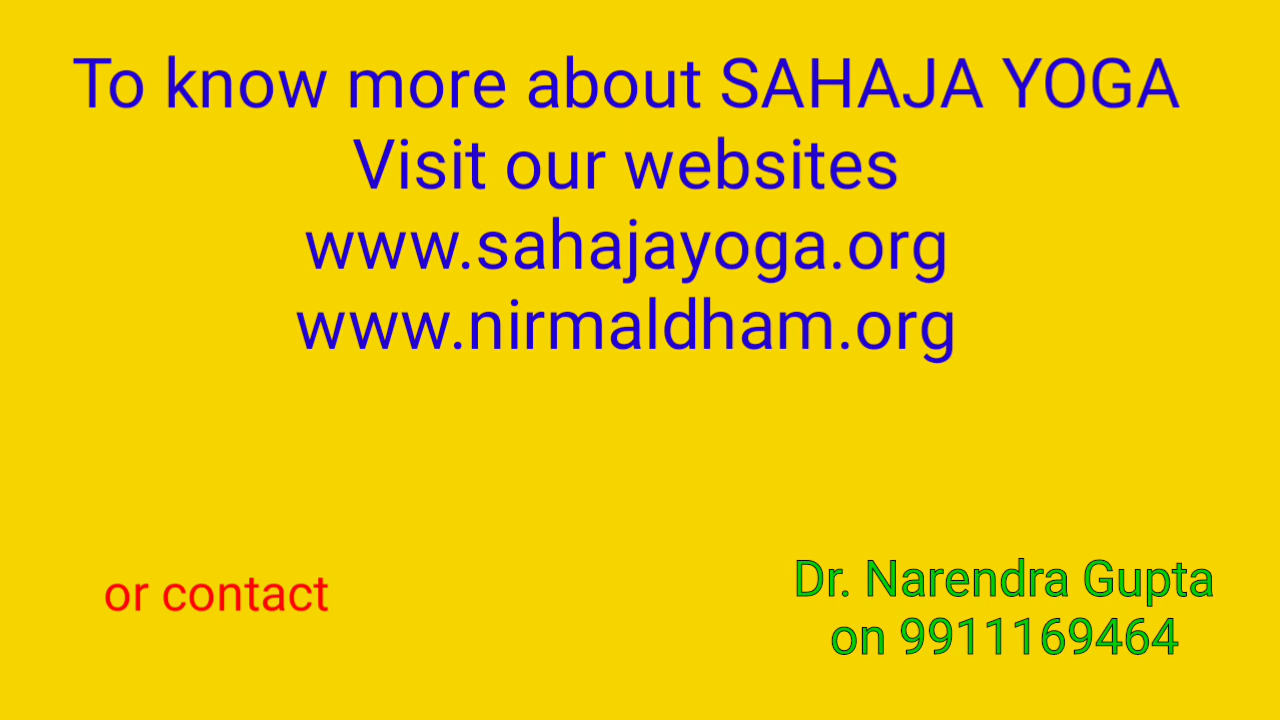 To know more about SAHAJA YOGA
Visit our websites
www.sahajayoga.org
www.nirmaldham.org
or contact
Dr. Narendra Gupta
on 9911169464